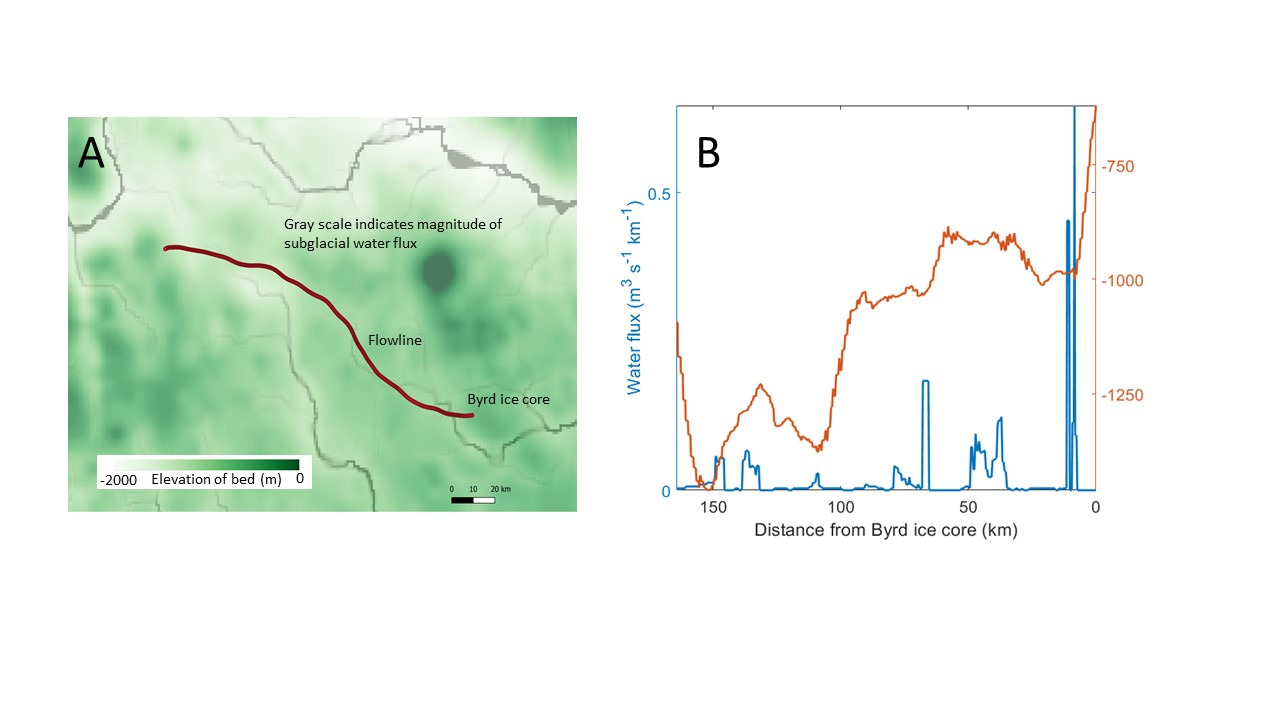 A
Gray scale indicates magnitude of
subglacial water flux
Flowline
Byrd ice core
-2000 Elevation of bed (m) 0
0 10 20 km
B
Water flux (m³ s⁻¹ km⁻¹)
0.5
0
-750
-1000
-1250
150 100 50 0
Distance from Byrd ice core (km)